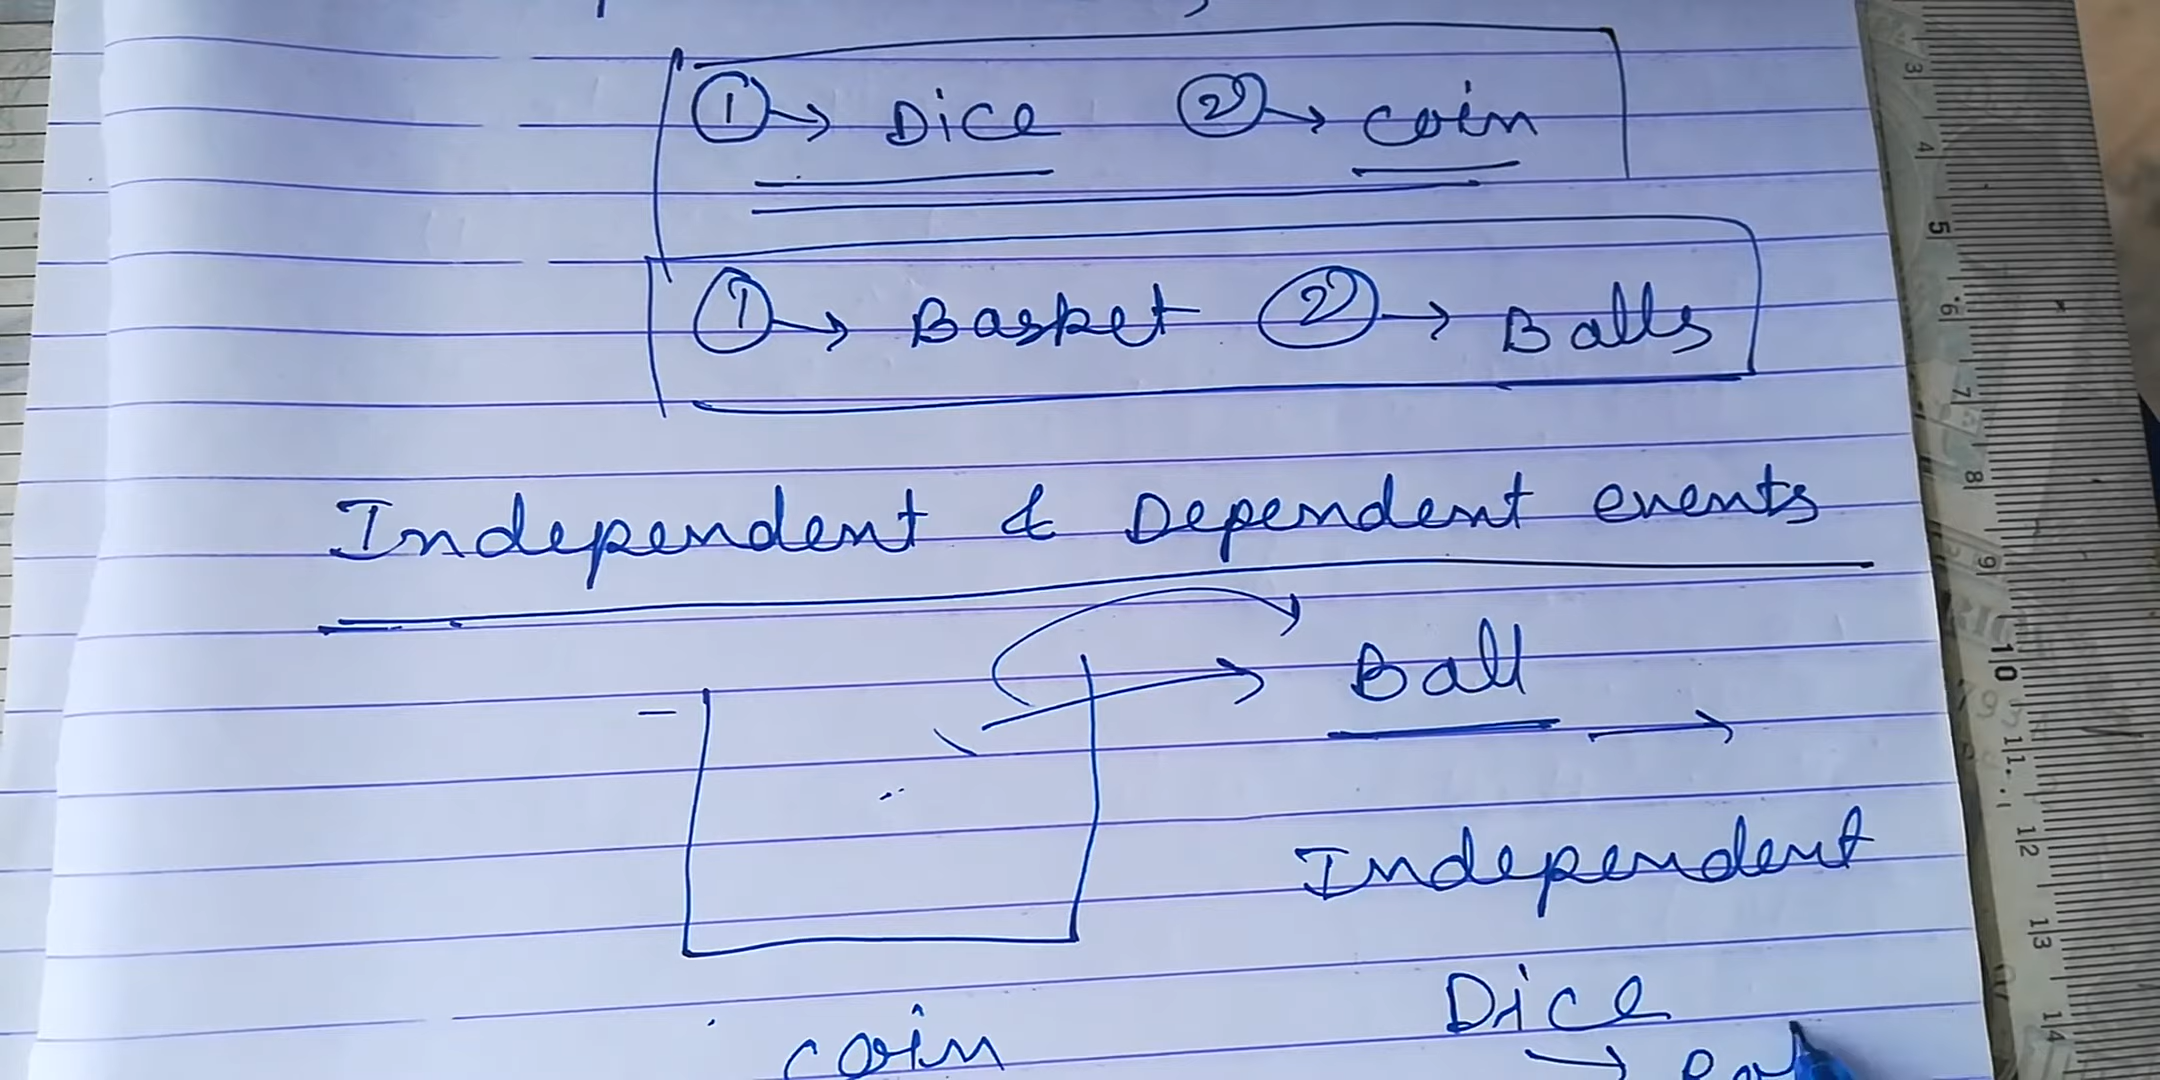 ① → Dice ② → coin
① → Basket ② → Balls
Independent & Dependent events
Ball →
Independent
Dice
coin